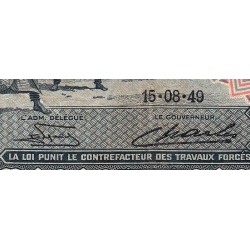 15-08-49
L'ADM. DÉLÉGUÉ
LE GOUVERNEUR
LA LOI PUNIT LE CONTREFACTEUR DES TRAVAUX FORCÉS